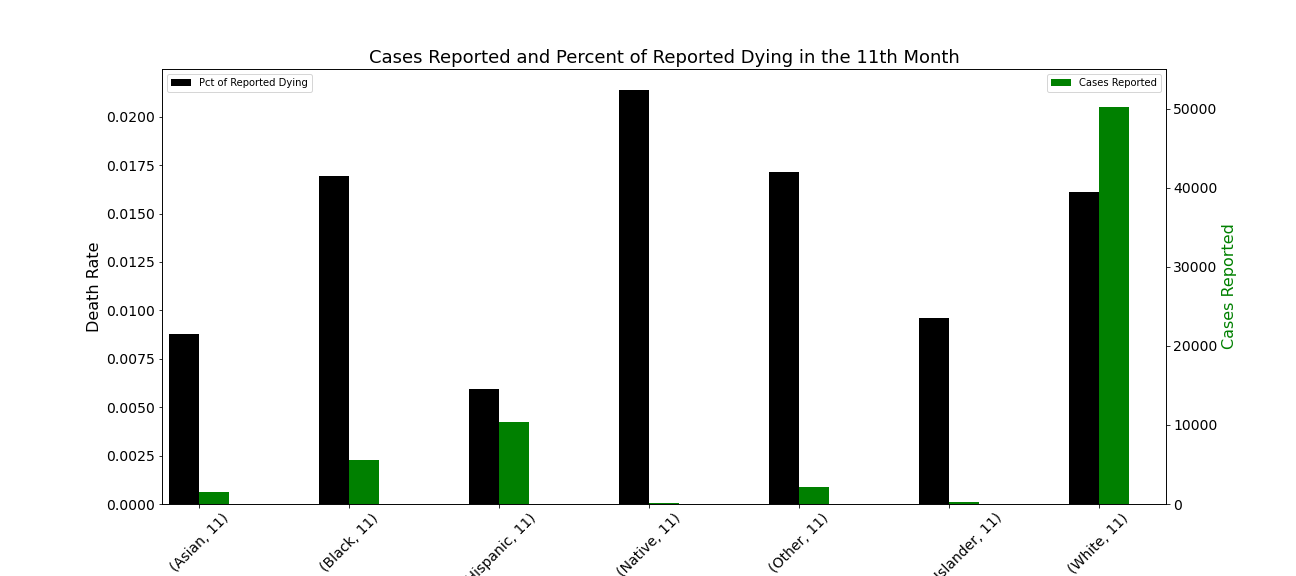 Cases Reported and Percent of Reported Dying in the 11th Month
Pct of Reported Dying
Cases Reported
0.0200
0.0175
0.0150
0.0125
0.0100
0.0075
0.0050
0.0025
0.0000
Death Rate
50000
40000
30000
20000
10000
0
Cases Reported
(Asian, 11)
(Black, 11)
Hispanic, 11)
(Native, 11)
(Other, 11)
Islander, 11)
(White, 11)